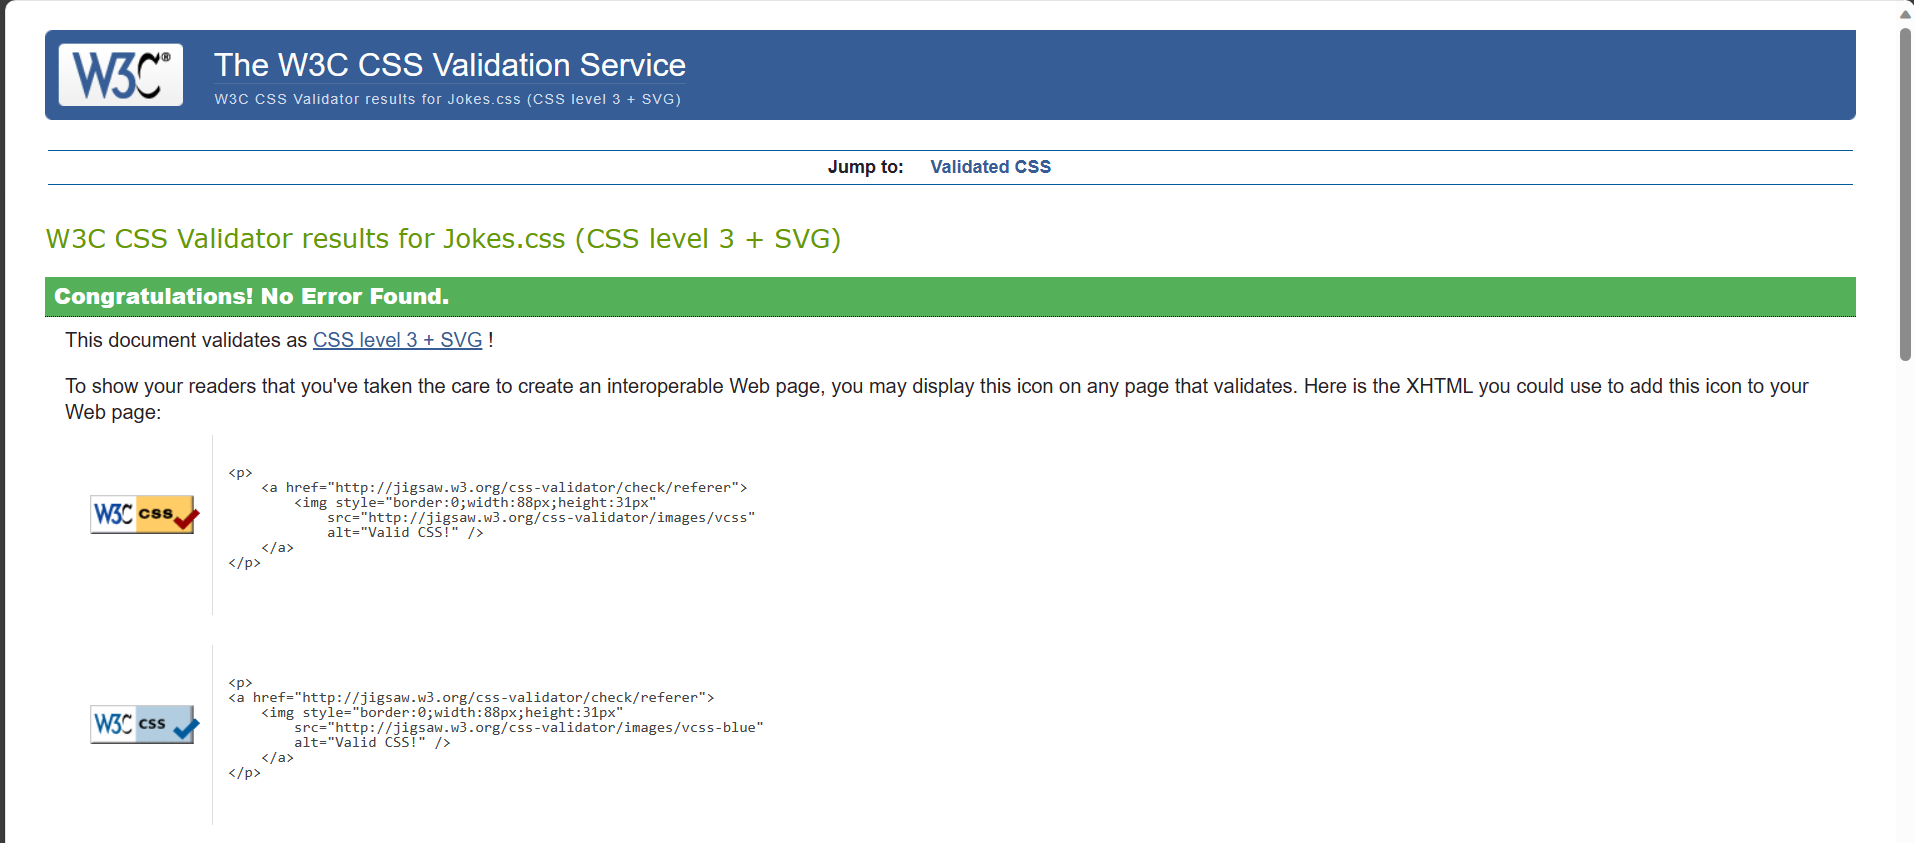 W3C®
The W3C CSS Validation Service
W3C CSS Validator results for Jokes.css (CSS level 3 + SVG)
Jump to: Validated CSS
W3C CSS Validator results for Jokes.css (CSS level 3 + SVG)
Congratulations! No Error Found.
This document validates as CSS level 3 + SVG !
To show your readers that you've taken the care to create an interoperable Web page, you may display this icon on any page that validates. Here is the XHTML you could use to add this icon to your
Web page:
W3C css
<p>
    <a href="http://jigsaw.w3.org/css-validator/check/referer">
        <img style="border:0;width:88px;height:31px"
            src="http://jigsaw.w3.org/css-validator/images/vcss"
            alt="Valid CSS!" />
    </a>
</p>
W3C css
<p>
<a href="http://jigsaw.w3.org/css-validator/check/referer">
    <img style="border:0;width:88px;height:31px"
        src="http://jigsaw.w3.org/css-validator/images/vcss-blue"
        alt="Valid CSS!" />
    </a>
</p>